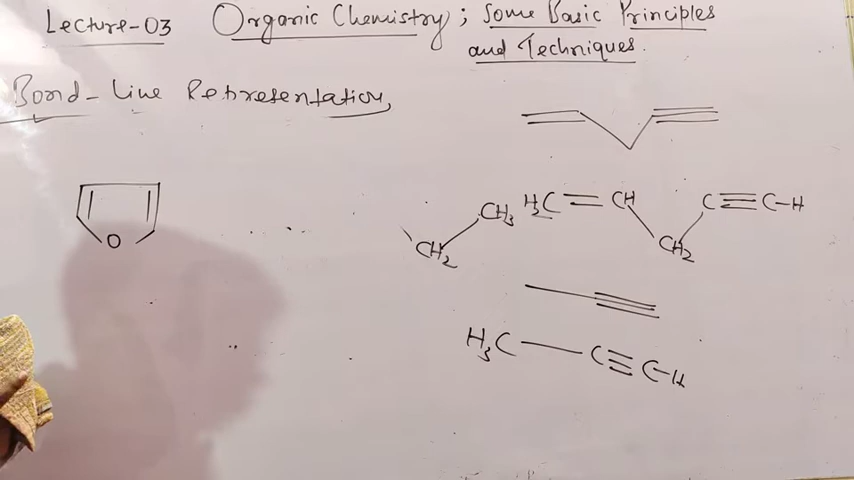 Lecture-03 Organic Chemistry; Some Basic Principles
and Techniques.
Bond-Line Representation,
O
CH2 CH3
H2C=CH CH2 C≡C-H
H3C—C≡C-H